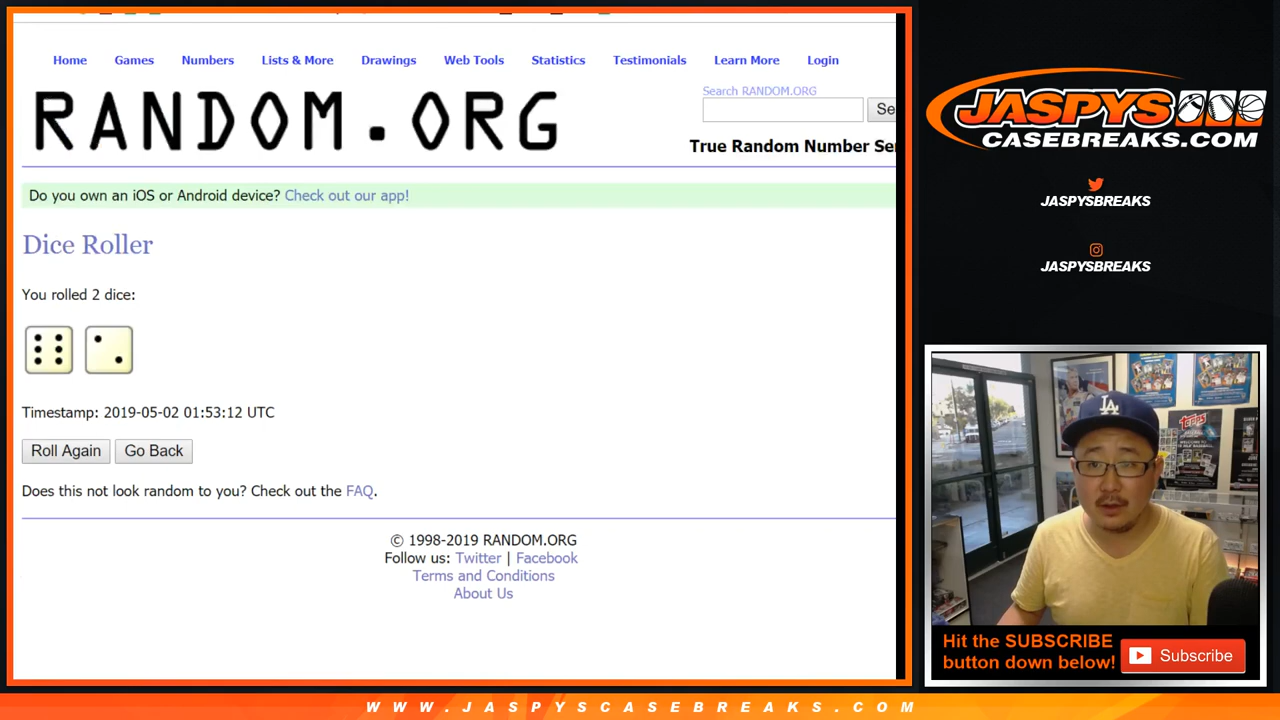 Home Games Numbers Lists & More Drawings Web Tools Statistics Testimonials Learn More Login
RANDOM.ORG
Search RANDOM.ORG
Se
True Random Number Se
Do you own an iOS or Android device? Check out our app!
Dice Roller
You rolled 2 dice:
Timestamp: 2019-05-02 01:53:12 UTC
Roll Again Go Back
Does this not look random to you? Check out the FAQ.
© 1998-2019 RANDOM.ORG
Follow us: Twitter | Facebook
Terms and Conditions
About Us
JASPYS
CASEBREAKS.COM
JASPYSBREAKS
JASPYSBREAKS
LA
Topps
Hit the SUBSCRIBE
button down below!
Subscribe
WWW.JASPYSCASEBREAKS.COM